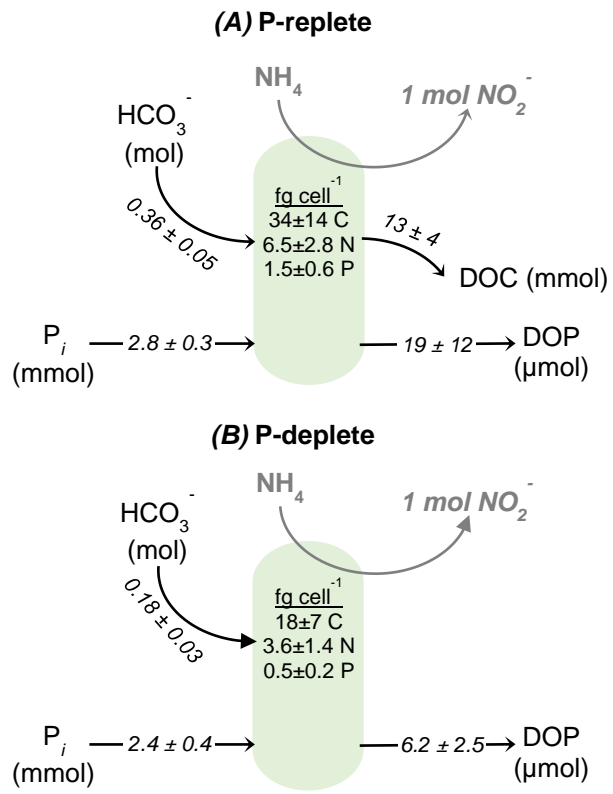 (A) P-replete
NH4
1 mol NO2-
HCO3-
(mol)
0.36 ± 0.05
fg cell-1
34±14 C
6.5±2.8 N
1.5±0.6 P
13 ± 4
DOC (mmol)
Pi
(mmol)
2.8 ± 0.3
19 ± 12
DOP
(µmol)
(B) P-deplete
NH4
1 mol NO2-
HCO3-
(mol)
0.18 ± 0.03
fg cell-1
18±7 C
3.6±1.4 N
0.5±0.2 P
Pi
(mmol)
2.4 ± 0.4
6.2 ± 2.5
DOP
(µmol)